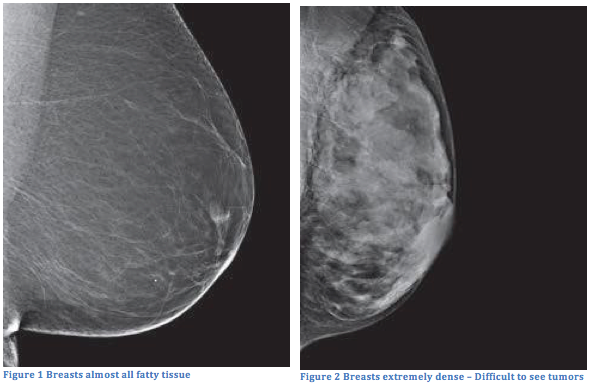 Figure 1 Breasts almost all fatty tissue
Figure 2 Breasts extremely dense – Difficult to see tumors